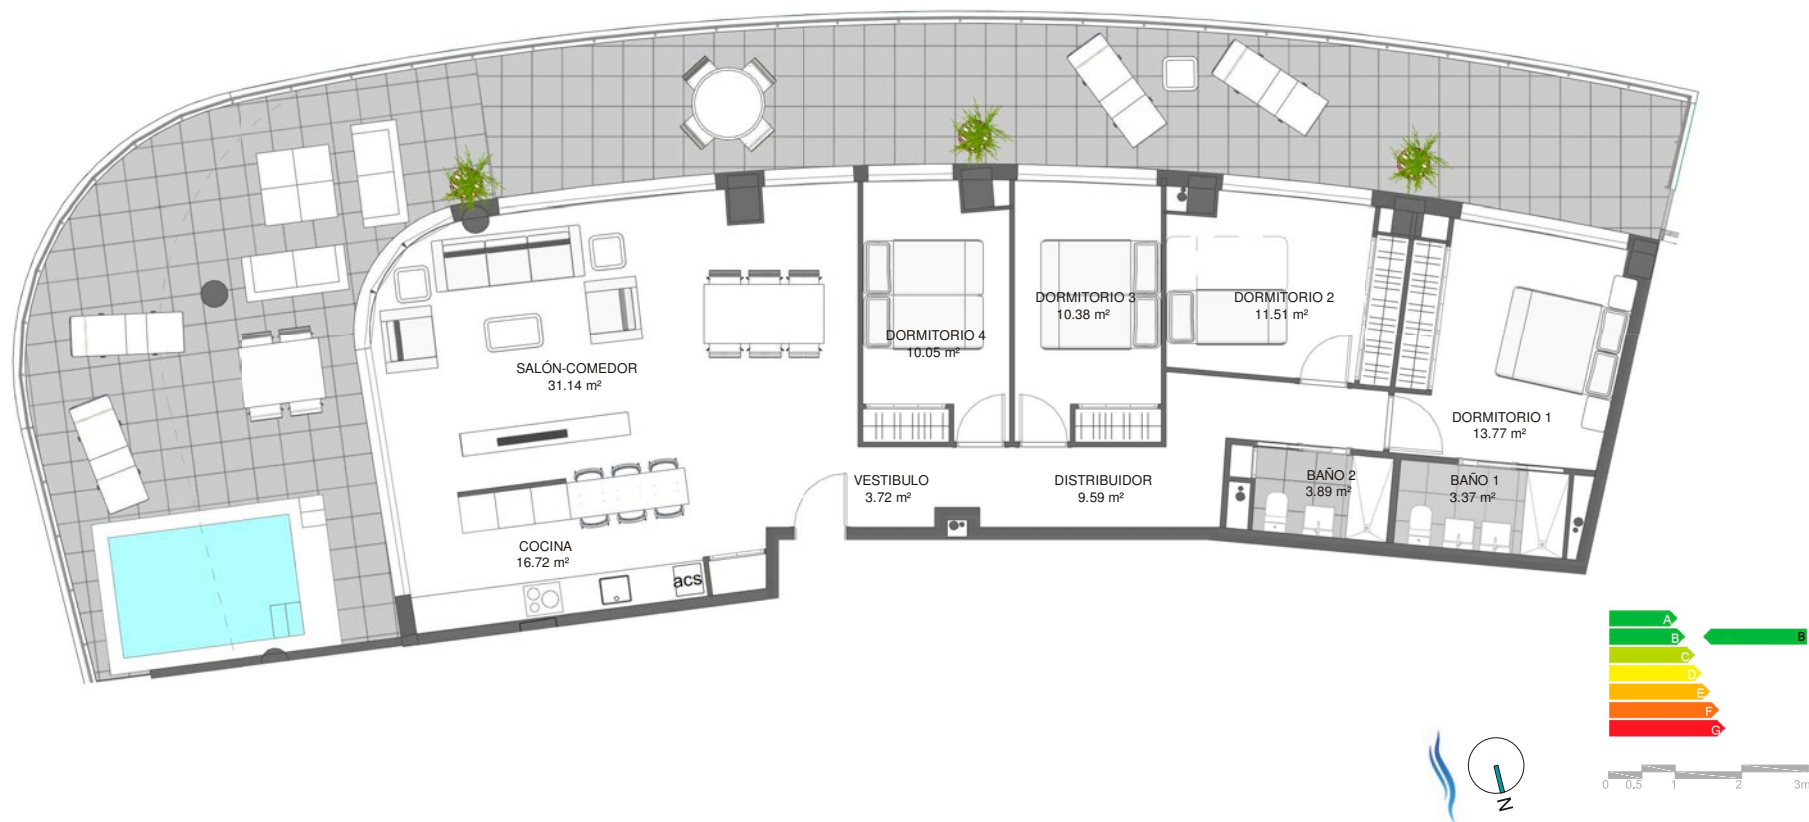 DORMITORIO 3
10.38 m²
DORMITORIO 2
11.51 m²
DORMITORIO 4
10.05 m²
SALÓN-COMEDOR
31.14 m²
DORMITORIO 1
13.77 m²
VESTIBULO
3.72 m²
DISTRIBUIDOR
9.59 m²
BAÑO 2
3.89 m²
BAÑO 1
3.37 m²
COCINA
16.72 m²
acs
A
B
B
C
D
E
F
G
N
0 0.5 1 2 3m